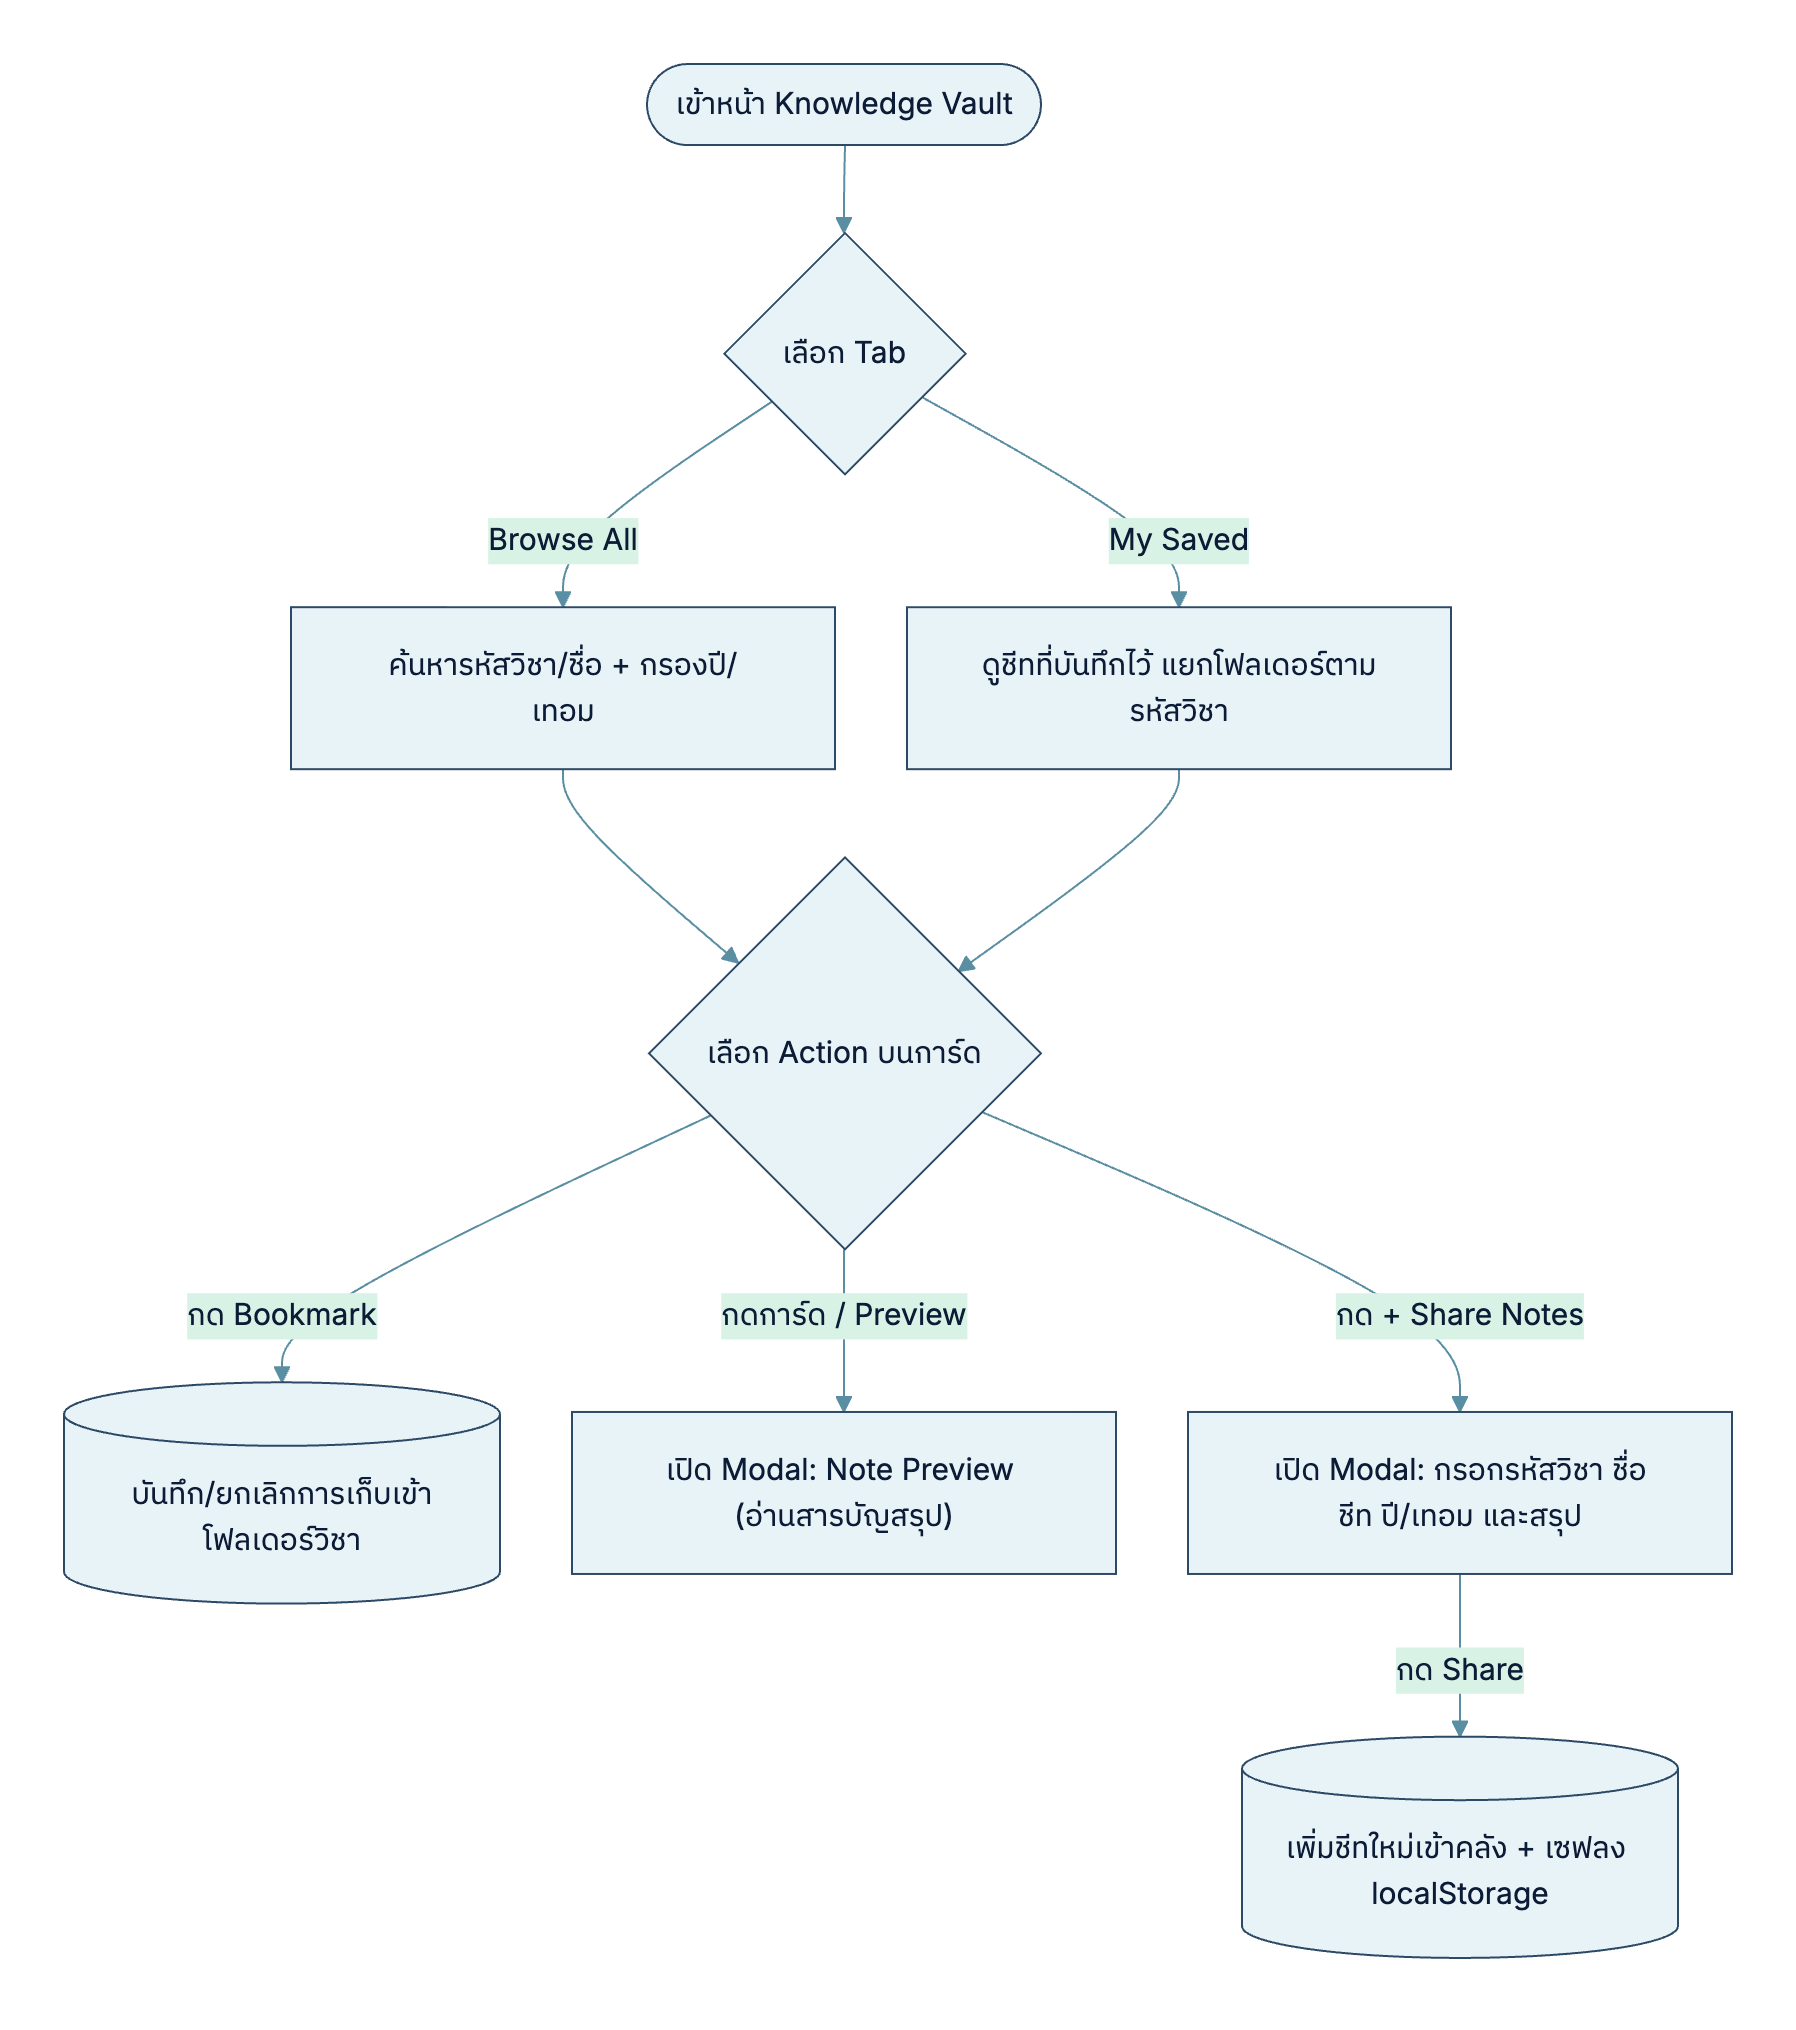 เข้าหน้า Knowledge Vault
เลือก Tab
Browse All
My Saved
ค้นหารหัสวิชา/ชื่อ + กรองปี/
เทอม
ดูชีทที่บันทึกไว้ แยกโฟลเดอร์ตาม
รหัสวิชา
เลือก Action บนการ์ด
กด Bookmark
กดการ์ด / Preview
กด + Share Notes
บันทึก/ยกเลิกการเก็บเข้า
โฟลเดอร์วิชา
เปิด Modal: Note Preview
(อ่านสารบัญสรุป)
เปิด Modal: กรอกรหัสวิชา ชื่อ
ชีท ปี/เทอม และสรุป
กด Share
เพิ่มชีทใหม่เข้าคลัง + เซฟลง
localStorage